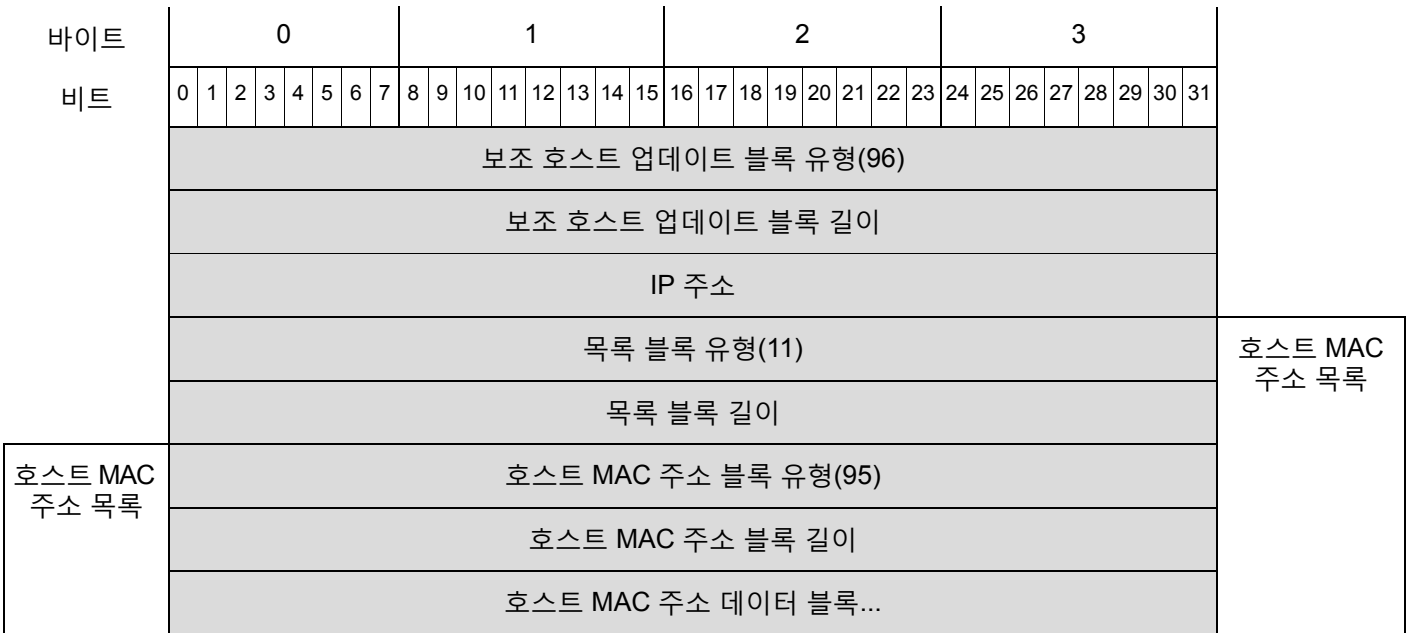 바이트 0 1 2 3
비트 0 1 2 3 4 5 6 7 8 9 10 11 12 13 14 15 16 17 18 19 20 21 22 23 24 25 26 27 28 29 30 31
보조 호스트 업데이트 블록 유형(96)
보조 호스트 업데이트 블록 길이
IP 주소
목록 블록 유형(11)
호스트 MAC
주소 목록
목록 블록 길이
호스트 MAC
주소 목록
호스트 MAC 주소 블록 유형(95)
호스트 MAC 주소 블록 길이
호스트 MAC 주소 데이터 블록...